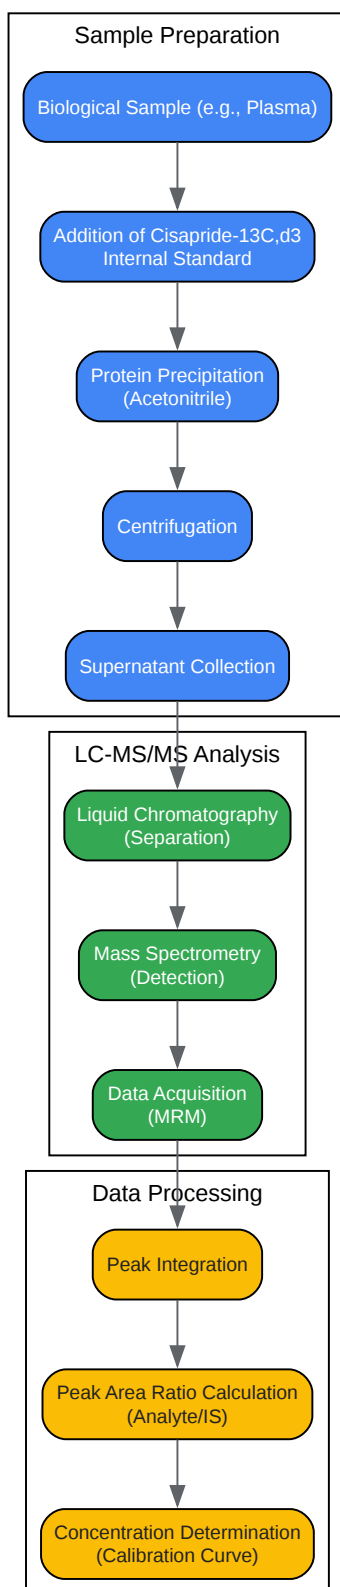 Sample Preparation
Biological Sample (e.g., Plasma)
Addition of Cisapride-13C,d3
Internal Standard
Protein Precipitation
(Acetonitrile)
Centrifugation
Supernatant Collection
LC-MS/MS Analysis
Liquid Chromatography
(Separation)
Mass Spectrometry
(Detection)
Data Acquisition
(MRM)
Data Processing
Peak Integration
Peak Area Ratio Calculation
(Analyte/IS)
Concentration Determination
(Calibration Curve)